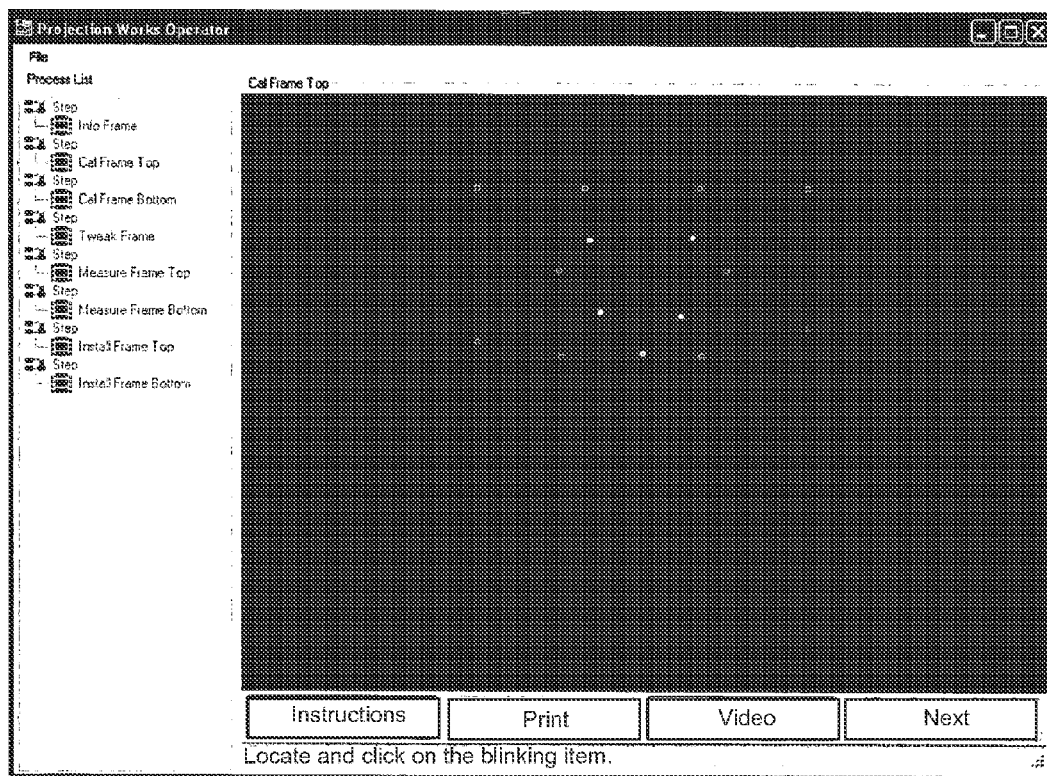 Projection Works Operator
File
Process List
Cal Frame Top
Step
Info Frame
Step
Cal Frame Top
Step
Cal Frame Bottom
Step
Tweak Frame
Step
Measure Frame Top
Step
Measure Frame Bottom
Step
Install Frame Top
Step
Install Frame Bottom
Instructions
Print
Video
Next
Locate and click on the blinking item.